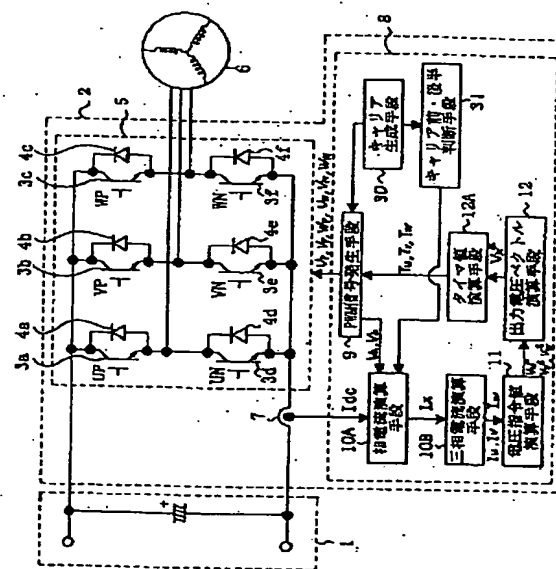 1
2
5
8
3a
3b
3c
4a
4b
4c
UP
VP
WP
UN
VN
WN
3d
3e
3f
4d
4e
4f
6
7
Idc
9
PWM信号発生手段
30
キャリア
生成手段
キャリア前・後半
判断手段
31
10A
相電流演算
手段
Ix
10B
三相電流演算
手段
Iu, Iv, Iw
11
電圧指令値
演算手段
12
出力電圧ベクトル
演算手段
12A
タイマ値
演算手段
Tu, Tv, Tw